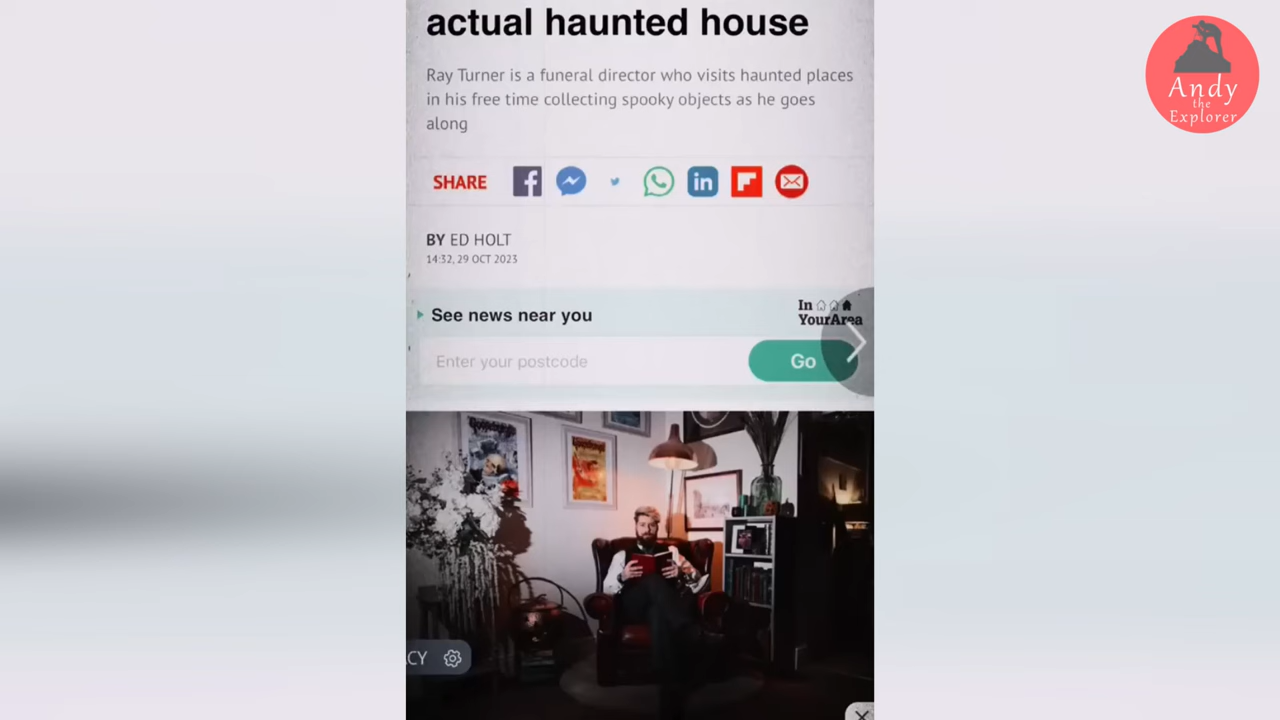 actual haunted house
Ray Turner is a funeral director who visits haunted places
in his free time collecting spooky objects as he goes
along
SHARE
BY ED HOLT
14:32, 29 OCT 2023
See news near you
In
YourArea
Enter your postcode
Go
CY
Andy
the
Explorer